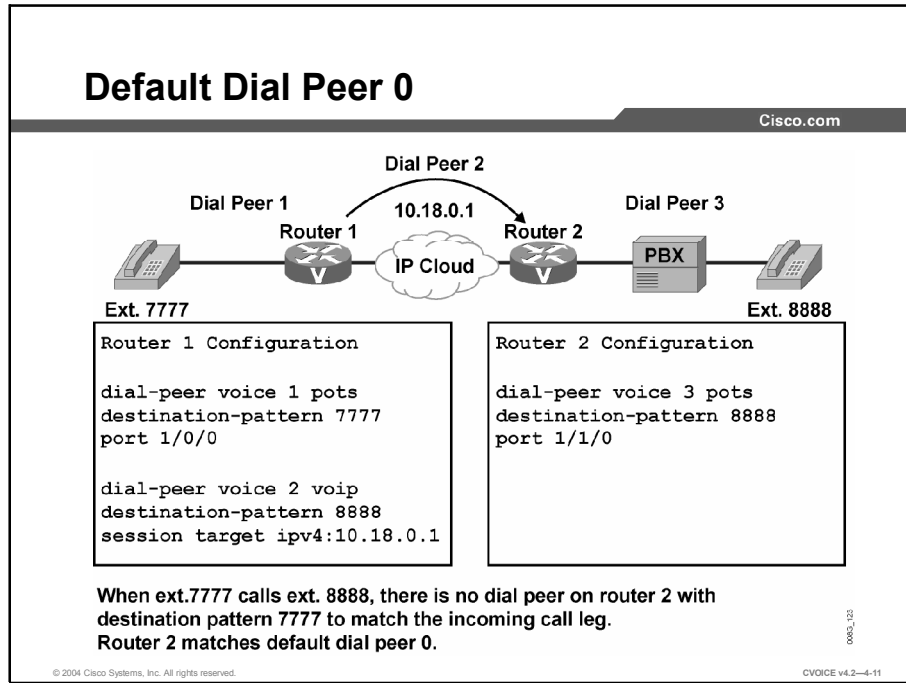 Default Dial Peer 0
Cisco.com
Dial Peer 2
Dial Peer 1
10.18.0.1
Dial Peer 3
Router 1
Router 2
V
IP Cloud
V
PBX
Ext. 7777
Ext. 8888
Router 1 Configuration
dial-peer voice 1 pots
destination-pattern 7777
port 1/0/0
dial-peer voice 2 voip
destination-pattern 8888
session target ipv4:10.18.0.1
Router 2 Configuration
dial-peer voice 3 pots
destination-pattern 8888
port 1/1/0
When ext.7777 calls ext. 8888, there is no dial peer on router 2 with
destination pattern 7777 to match the incoming call leg.
Router 2 matches default dial peer 0.
008G_123
© 2004 Cisco Systems, Inc. All rights reserved.
CVOICE v4.2—4-11